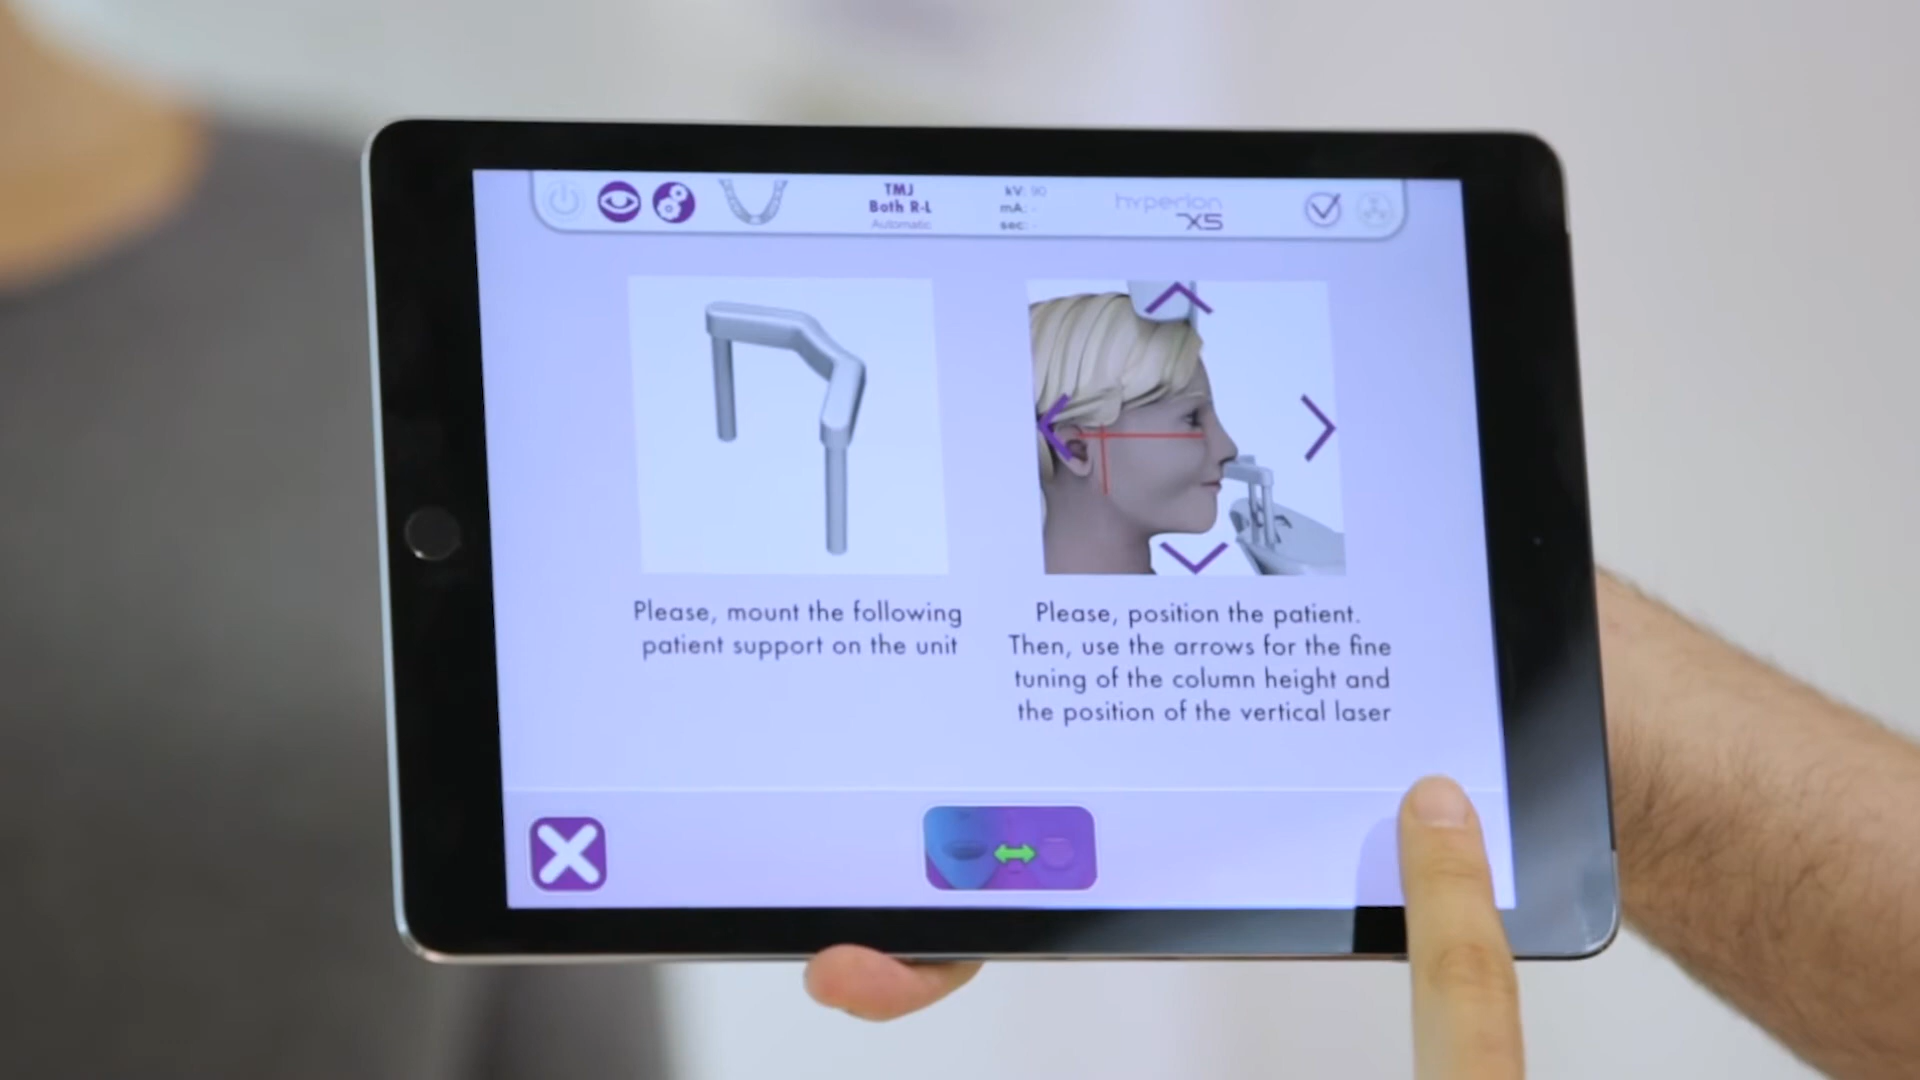 TMJ
Both R-L
Automatic
kV: 90
mA: -
sec: -
hyperion
X5
Please, mount the following
patient support on the unit
Please, position the patient.
Then, use the arrows for the fine
tuning of the column height and
the position of the vertical laser